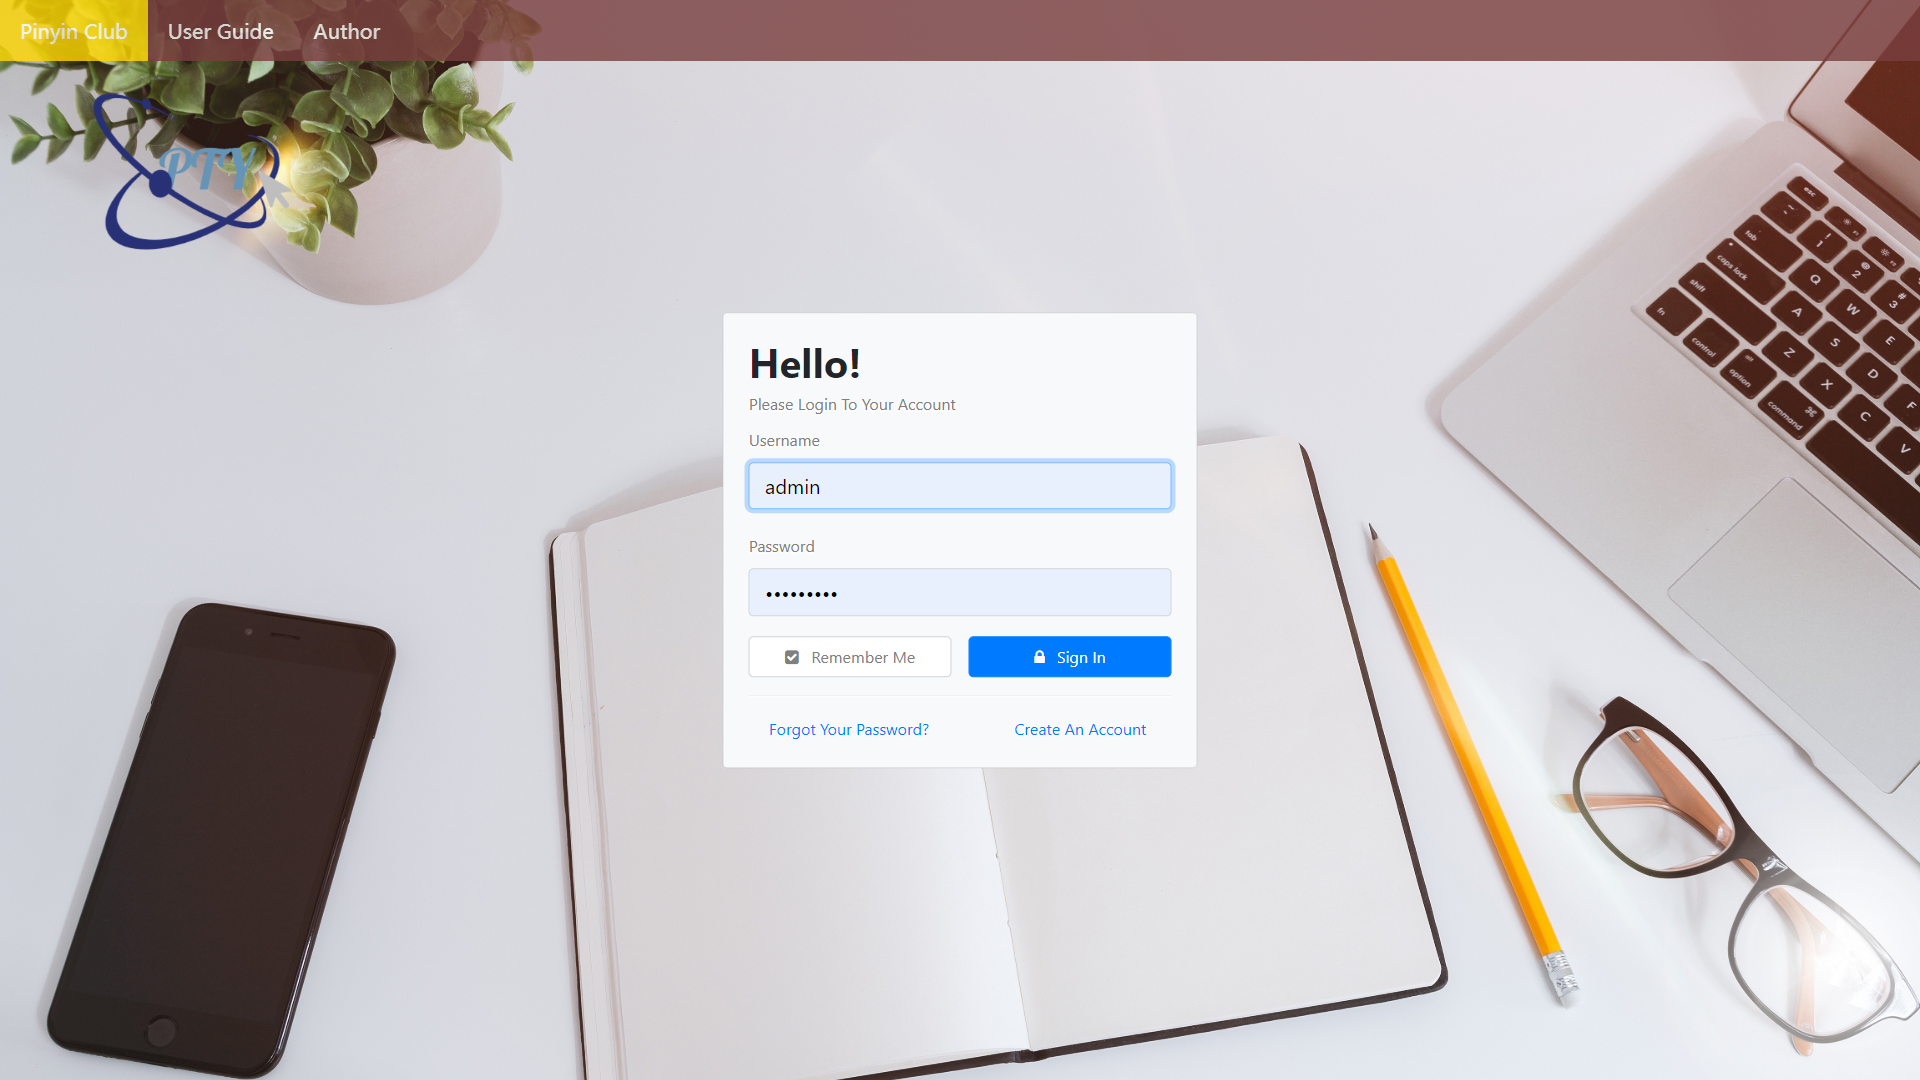 Pinyin Club
User Guide
Author
PTY
Hello!
Please Login To Your Account
Username
admin
Password
•••••••••
Remember Me
Sign In
Forgot Your Password?
Create An Account
esc
tab
caps lock
shift
fn
control
alt
option
command
⌘
~
!
1
@
2
#
3
Q
W
E
A
S
D
F
Z
X
C
V